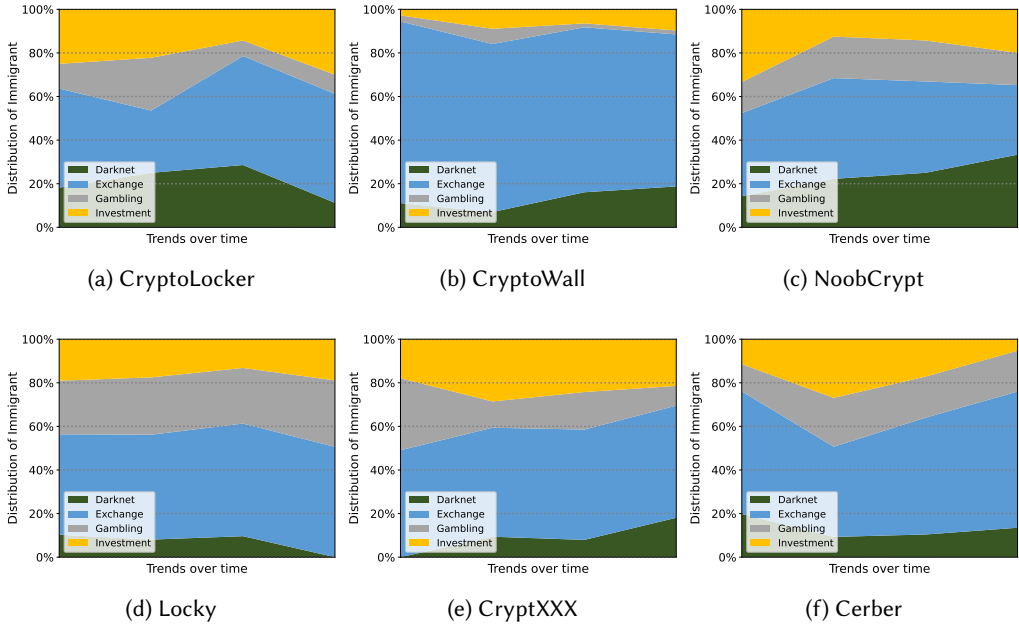 Distribution of Immigrant
100%
80%
60%
40%
20%
0%
Darknet
Exchange
Gambling
Investment
Trends over time
(a) CryptoLocker
Distribution of Immigrant
100%
80%
60%
40%
20%
0%
Darknet
Exchange
Gambling
Investment
Trends over time
(b) CryptoWall
Distribution of Immigrant
100%
80%
60%
40%
20%
0%
Darknet
Exchange
Gambling
Investment
Trends over time
(c) NoobCrypt
Distribution of Immigrant
100%
80%
60%
40%
20%
0%
Darknet
Exchange
Gambling
Investment
Trends over time
(d) Locky
Distribution of Immigrant
100%
80%
60%
40%
20%
0%
Darknet
Exchange
Gambling
Investment
Trends over time
(e) CryptXXX
Distribution of Immigrant
100%
80%
60%
40%
20%
0%
Darknet
Exchange
Gambling
Investment
Trends over time
(f) Cerber